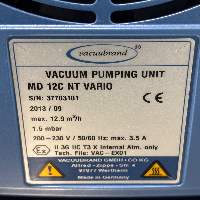 vacuubrand
VACUUM PUMPING UNIT
MD 12C NT VARIO
S/N: 37703101
2018 / 09
max. 12.9 m³/h
1.5 mbar
200-230 V / 50/60 Hz; max. 3.5 A
II 3G IIC T3 X Internal Atm. only
Tech. File: VAC-EX01
VACUUBRAND GMBH+CO KG
Alfred-Zippe-Str. 4
97877 Wertheim
Made in Germany